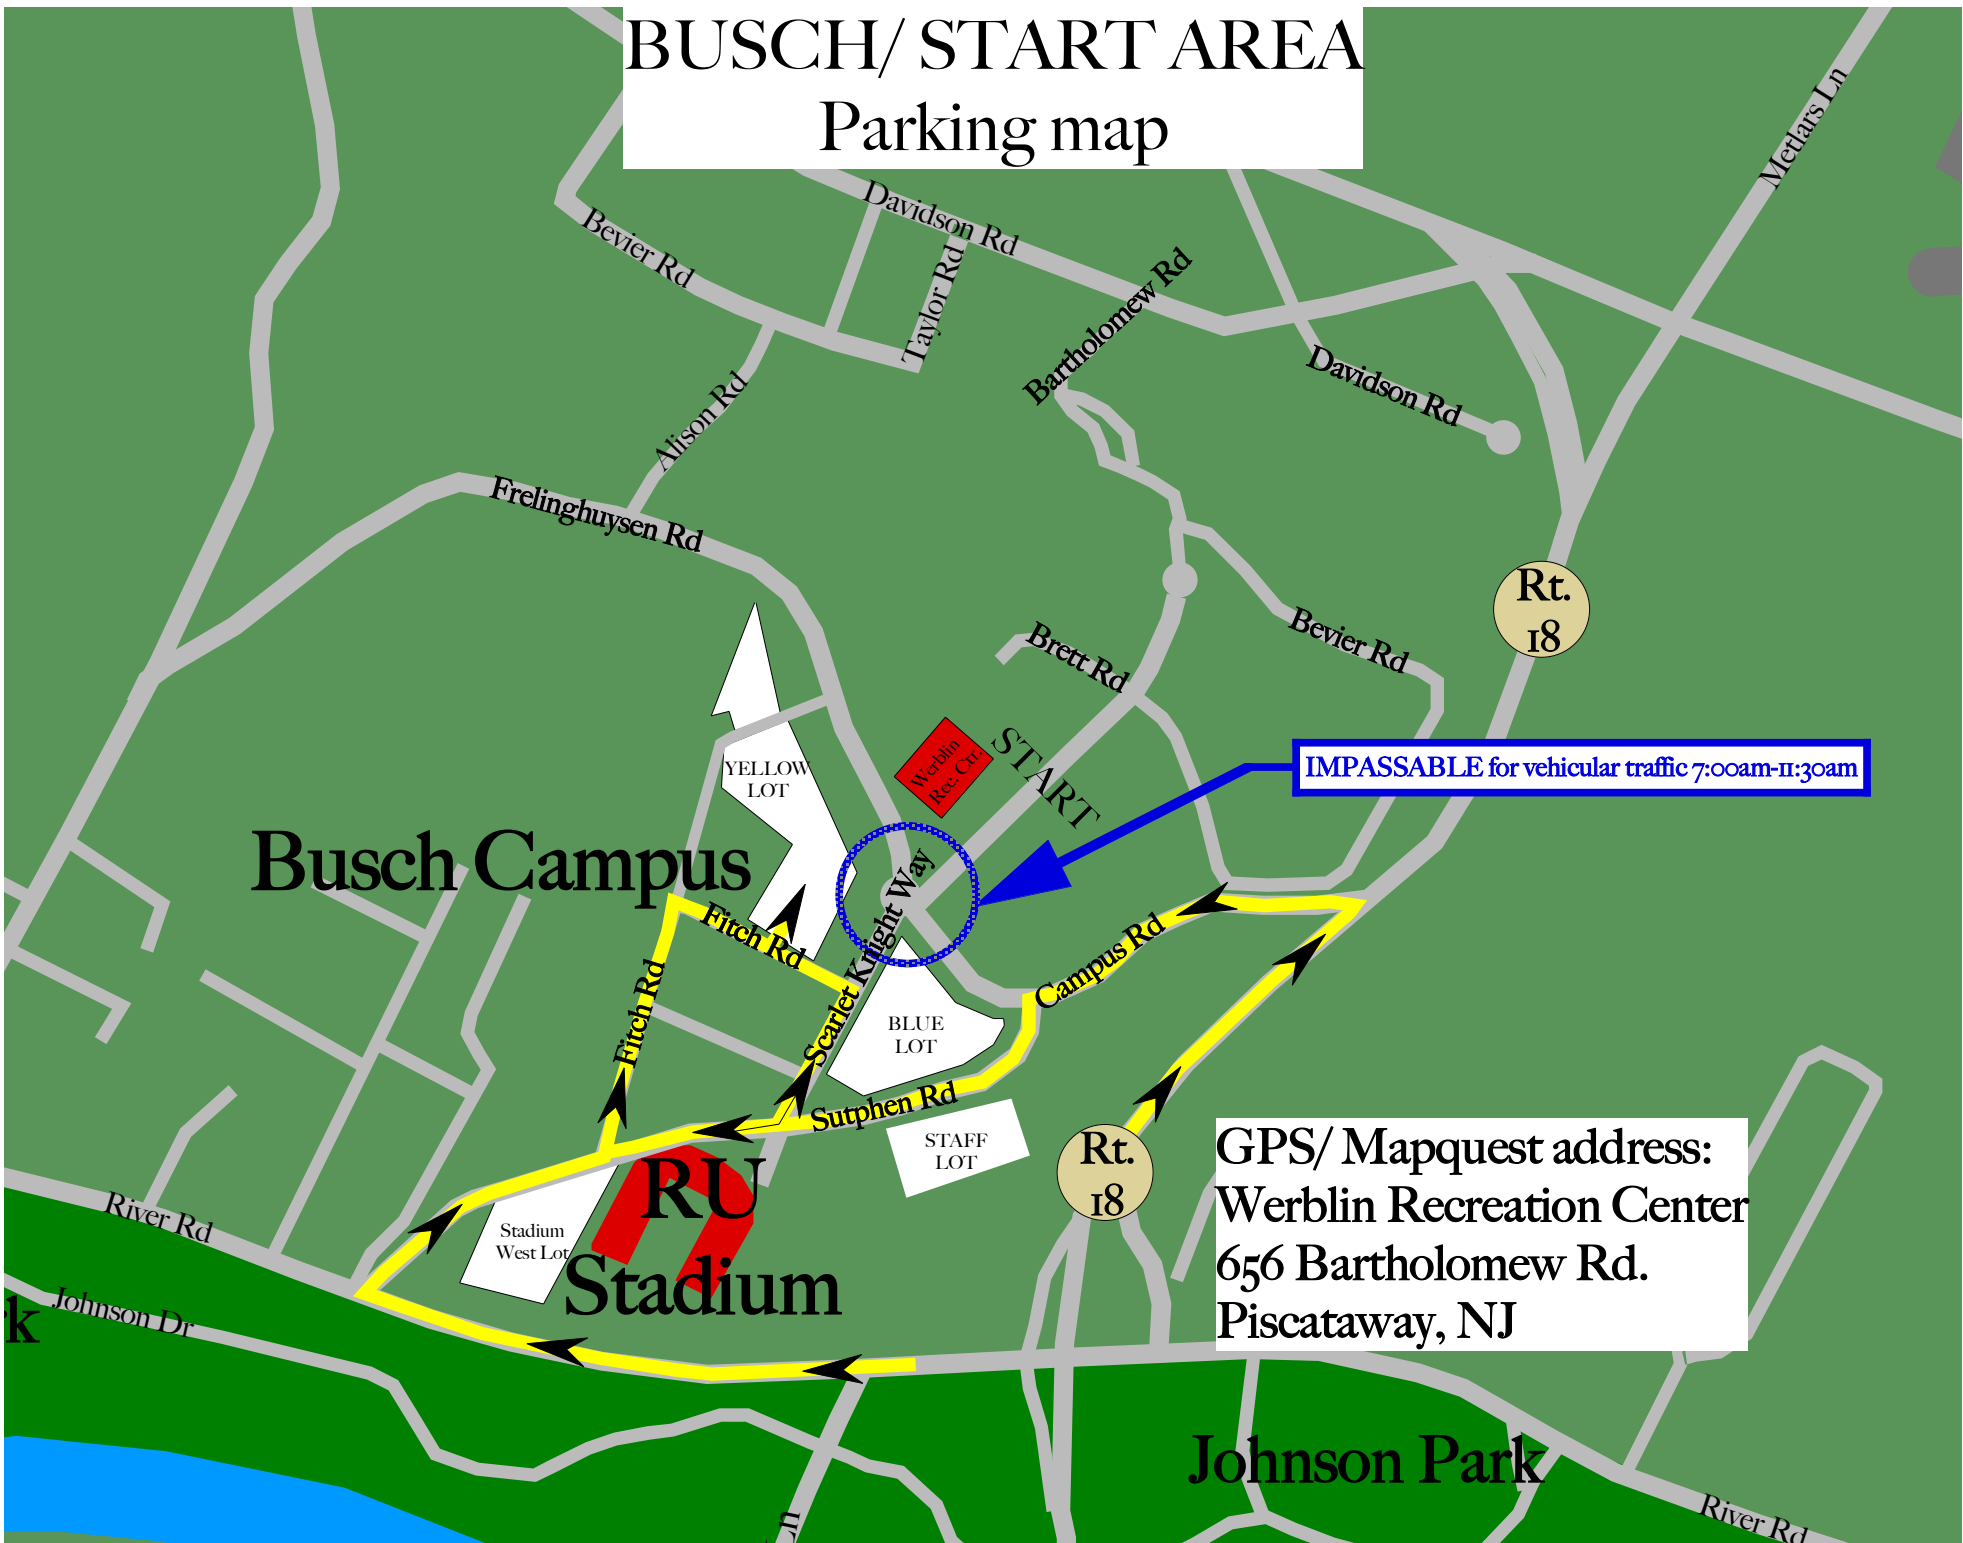 BUSCH/ START AREA
Parking map
Metlars Ln
Davidson Rd
Bevier Rd
Taylor Rd
Bartholomew Rd
Davidson Rd
Alison Rd
Frelinghuysen Rd
Rt.
18
Brett Rd
Bevier Rd
Werblin
Rec. Ctr.
START
IMPASSABLE for vehicular traffic 7:00am-11:30am
YELLOW
LOT
Busch Campus
Scarlet Knight Way
Fitch Rd
Fitch Rd
Campus Rd
BLUE
LOT
Sutphen Rd
STAFF
LOT
Rt.
18
GPS/ Mapquest address:
Werblin Recreation Center
656 Bartholomew Rd.
Piscataway, NJ
RU
Stadium
Stadium
West Lot
River Rd
Johnson Dr
rk
Johnson Park
River Rd
Ln